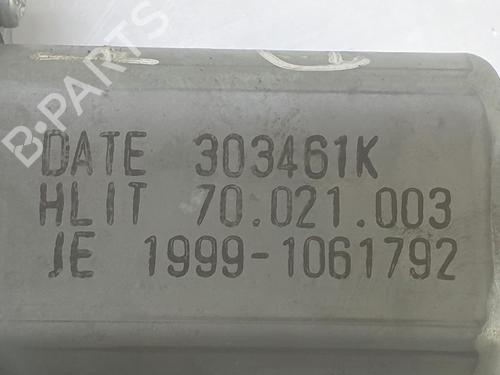 B-PARTS
DATE 303461K
HLIT 70.021.003
JE 1999-1061792